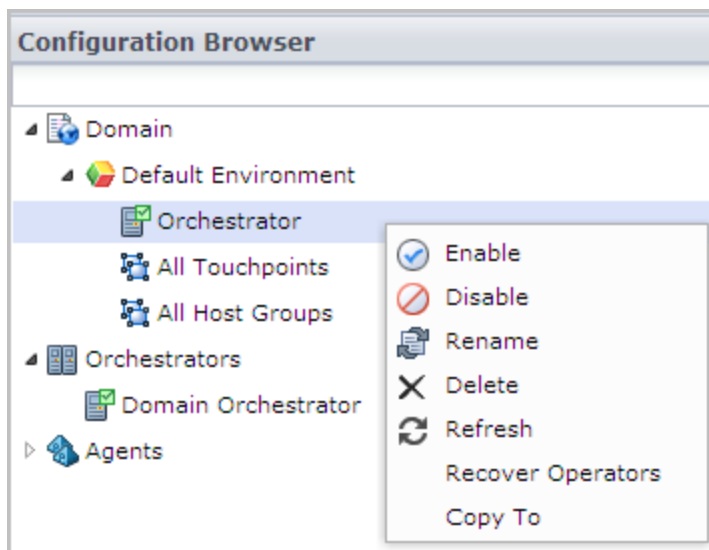 Configuration Browser
Domain
Default Environment
Orchestrator
All Touchpoints
All Host Groups
Orchestrators
Domain Orchestrator
Agents
Enable
Disable
Rename
Delete
Refresh
Recover Operators
Copy To